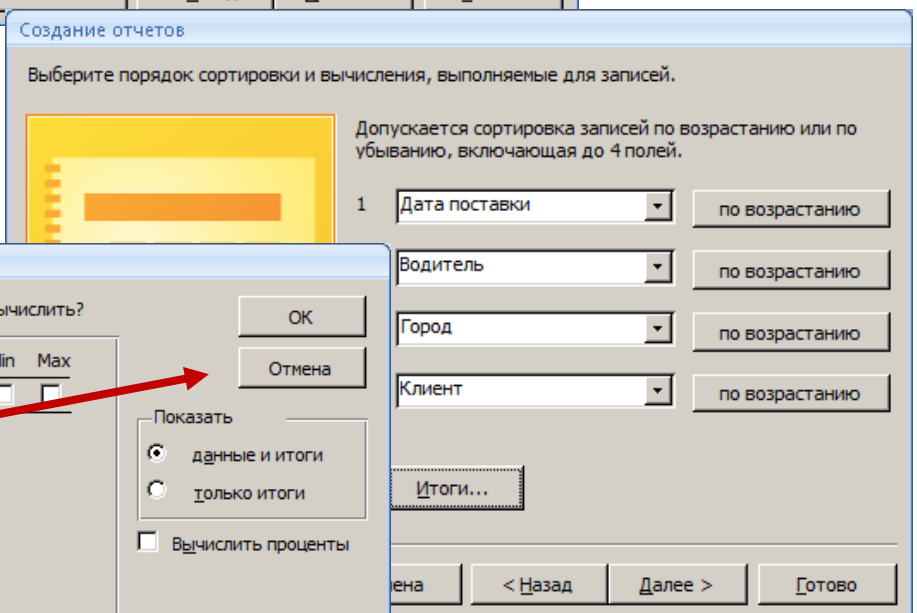 Создание отчетов
Выберите порядок сортировки и вычисления, выполняемые для записей.
Допускается сортировка записей по возрастанию или по
убыванию, включающая до 4 полей.
1 Дата поставки по возрастанию
Водитель по возрастанию
Город по возрастанию
Клиент по возрастанию
Итоги...
< Назад Далее > Готово
OK
Max Отмена
Показать
данные и итоги
только итоги
Вычислить проценты